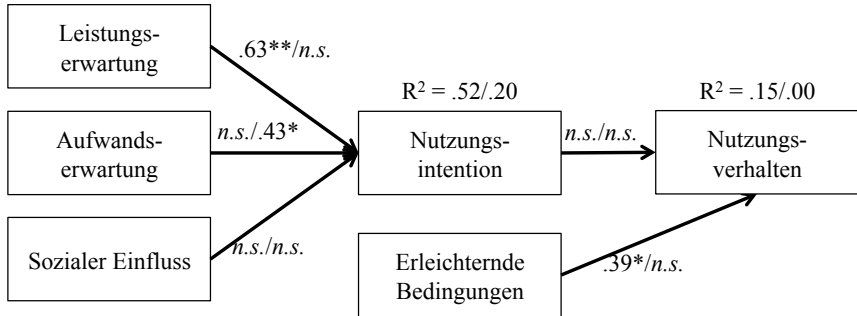 Leistungs-
erwartung
.63**/n.s.
R² = .52/.20
R² = .15/.00
Aufwands-
erwartung
n.s./.43*
Nutzungs-
intention
n.s./n.s.
Nutzungs-
verhalten
Sozialer Einfluss
n.s./n.s.
Erleichternde
Bedingungen
.39*/n.s.